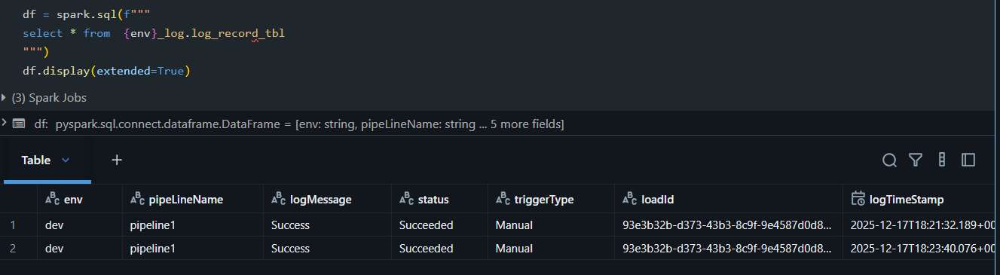 df = spark.sql(f"""
select * from  {env}_log.log_record_tbl
""")
df.display(extended=True)
(3) Spark Jobs
df: pyspark.sql.connect.dataframe.DataFrame = [env: string, pipeLineName: string ... 5 more fields]
Table
env pipeLineName logMessage status triggerType loadId logTimeStamp
1 dev pipeline1 Success Succeeded Manual 93e3b32b-d373-43b3-8c9f-9e4587d0d8... 2025-12-17T18:21:32.189+00
2 dev pipeline1 Success Succeeded Manual 93e3b32b-d373-43b3-8c9f-9e4587d0d8... 2025-12-17T18:23:40.076+00